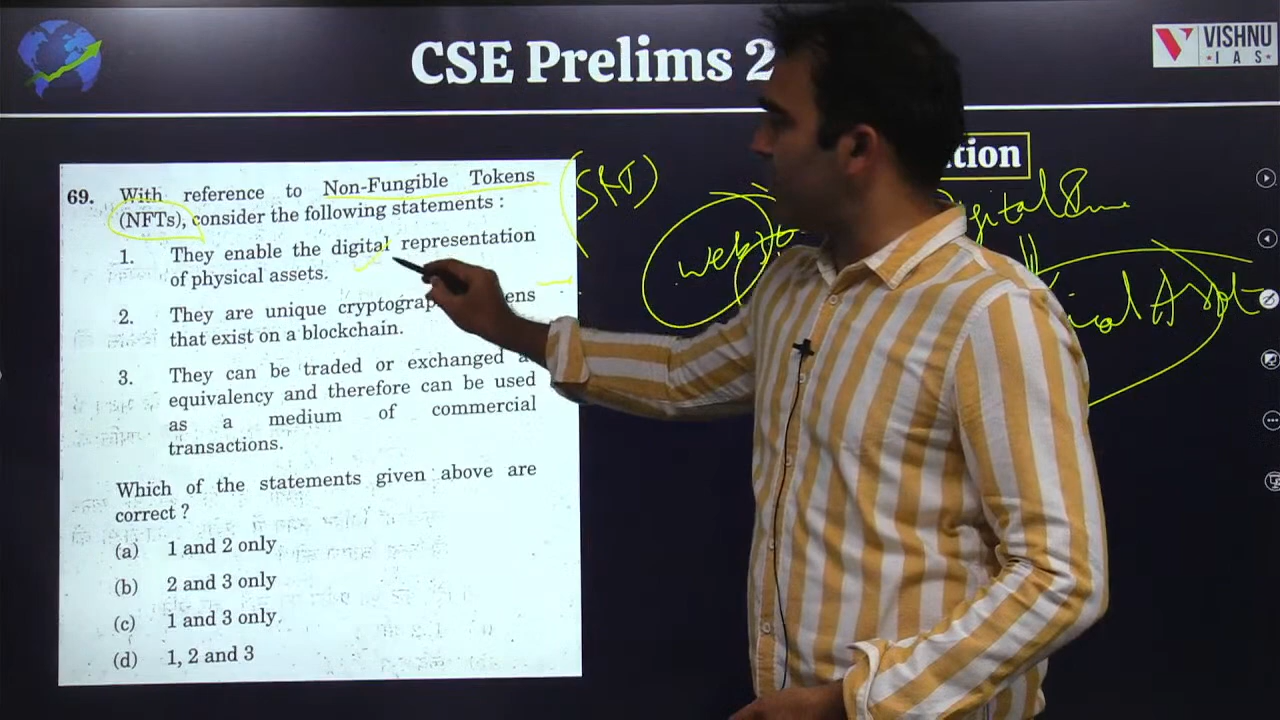 CSE Prelims 2
VISHNU
IAS
69. With reference to Non-Fungible Tokens
(NFTs), consider the following statements :
1. They enable the digital representation
of physical assets.
2. They are unique
that exist on a blockchain.
3. They can be traded or exchanged
equivalency and therefore can be used
as a medium of commercial
transactions.
Which of the statements given above are
correct ?
(a) 1 and 2 only
(b) 2 and 3 only
(c) 1 and 3 only
(d) 1, 2 and 3